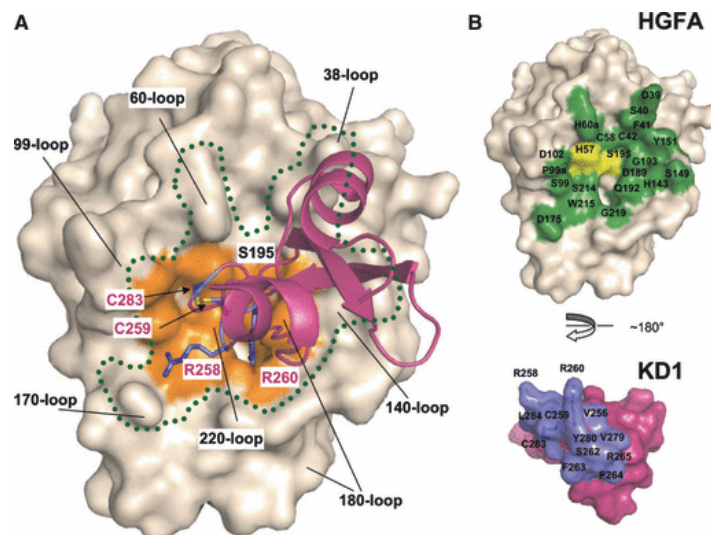 A
60-loop
38-loop
99-loop
S195
C283
C259
R258
R260
170-loop
220-loop
140-loop
180-loop
B
HGFA
D39
S40
H60a
F41
C58 C42
Y151
H57 S195
D102
G193
P99a
D189
S149
S99 S214
Q192 H143
W215
G219
D175
~180°
KD1
R258
R260
L284 C259 V256
Y280 V279
C283
S262
R265
F263
P264